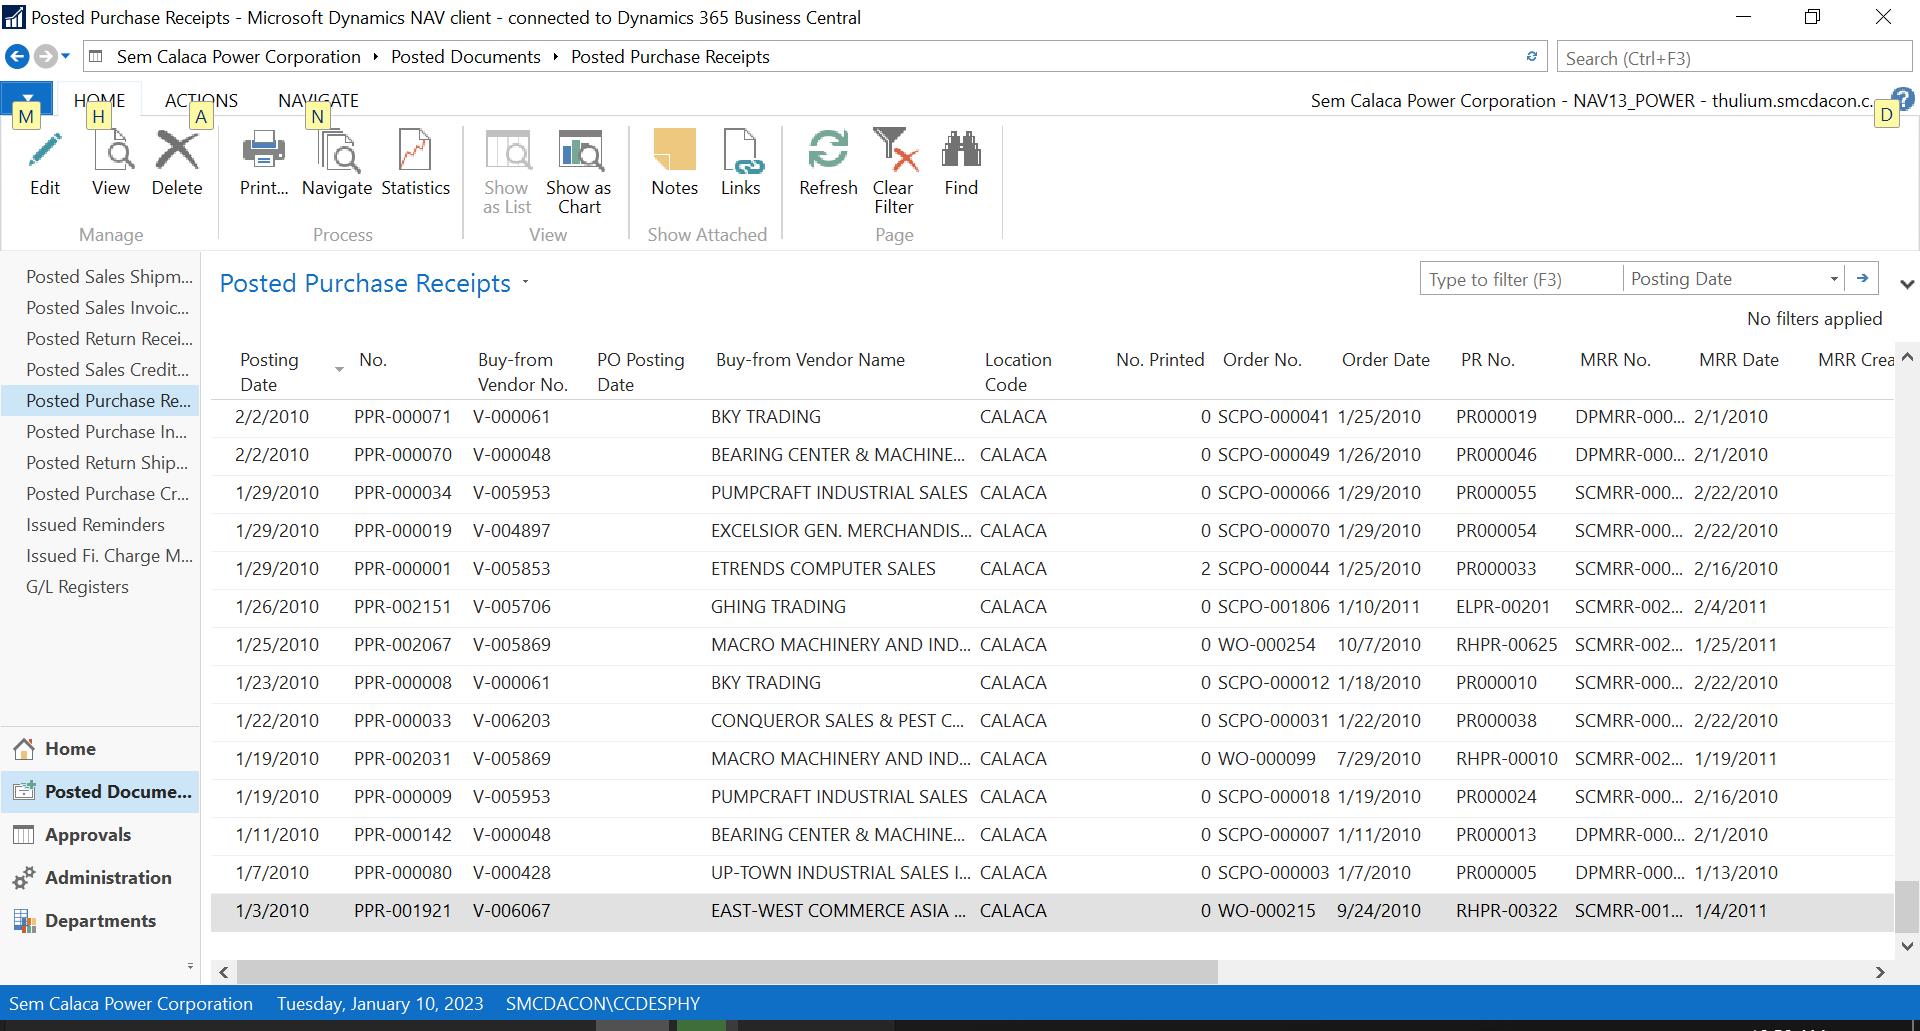 Posted Purchase Receipts - Microsoft Dynamics NAV client - connected to Dynamics 365 Business Central
Sem Calaca Power Corporation Posted Documents Posted Purchase Receipts Search (Ctrl+F3)
HOME ACTIONS NAVIGATE Sem Calaca Power Corporation - NAV13_POWER - thulium.smcdacon.c... ?
M H A N D
Edit View Delete Print... Navigate Statistics Show as List Show as Chart Notes Links Refresh Clear Filter Find
Manage Process View Show Attached Page
Posted Sales Shipm...
Posted Sales Invoic...
Posted Return Recei...
Posted Sales Credit...
Posted Purchase Re...
Posted Purchase In...
Posted Return Ship...
Posted Purchase Cr...
Issued Reminders
Issued Fi. Charge M...
G/L Registers
Home
Posted Docume...
Approvals
Administration
Departments
Posted Purchase Receipts
Type to filter (F3) Posting Date
No filters applied
Posting Date No. Buy-from Vendor No. PO Posting Date Buy-from Vendor Name Location Code No. Printed Order No. Order Date PR No. MRR No. MRR Date MRR Crea
2/2/2010 PPR-000071 V-000061 BKY TRADING CALACA 0 SCPO-000041 1/25/2010 PR000019 DPMRR-000... 2/1/2010
2/2/2010 PPR-000070 V-000048 BEARING CENTER & MACHINE... CALACA 0 SCPO-000049 1/26/2010 PR000046 DPMRR-000... 2/1/2010
1/29/2010 PPR-000034 V-005953 PUMPCRAFT INDUSTRIAL SALES CALACA 0 SCPO-000066 1/29/2010 PR000055 SCMRR-000... 2/22/2010
1/29/2010 PPR-000019 V-004897 EXCELSIOR GEN. MERCHANDIS... CALACA 0 SCPO-000070 1/29/2010 PR000054 SCMRR-000... 2/22/2010
1/29/2010 PPR-000001 V-005853 ETRENDS COMPUTER SALES CALACA 2 SCPO-000044 1/25/2010 PR000033 SCMRR-000... 2/16/2010
1/26/2010 PPR-002151 V-005706 GHING TRADING CALACA 0 SCPO-001806 1/10/2011 ELPR-00201 SCMRR-002... 2/4/2011
1/25/2010 PPR-002067 V-005869 MACRO MACHINERY AND IND... CALACA 0 WO-000254 10/7/2010 RHPR-00625 SCMRR-002... 1/25/2011
1/23/2010 PPR-000008 V-000061 BKY TRADING CALACA 0 SCPO-000012 1/18/2010 PR000010 SCMRR-000... 2/22/2010
1/22/2010 PPR-000033 V-006203 CONQUEROR SALES & PEST C... CALACA 0 SCPO-000031 1/22/2010 PR000038 SCMRR-000... 2/22/2010
1/19/2010 PPR-002031 V-005869 MACRO MACHINERY AND IND... CALACA 0 WO-000099 7/29/2010 RHPR-00010 SCMRR-002... 1/19/2011
1/19/2010 PPR-000009 V-005953 PUMPCRAFT INDUSTRIAL SALES CALACA 0 SCPO-000018 1/19/2010 PR000024 SCMRR-000... 2/16/2010
1/11/2010 PPR-000142 V-000048 BEARING CENTER & MACHINE... CALACA 0 SCPO-000007 1/11/2010 PR000013 DPMRR-000... 2/1/2010
1/7/2010 PPR-000080 V-000428 UP-TOWN INDUSTRIAL SALES I... CALACA 0 SCPO-000003 1/7/2010 PR000005 DPMRR-000... 1/13/2010
1/3/2010 PPR-001921 V-006067 EAST-WEST COMMERCE ASIA ... CALACA 0 WO-000215 9/24/2010 RHPR-00322 SCMRR-001... 1/4/2011
Sem Calaca Power Corporation Tuesday, January 10, 2023 SMCDACON\CCDESPHY